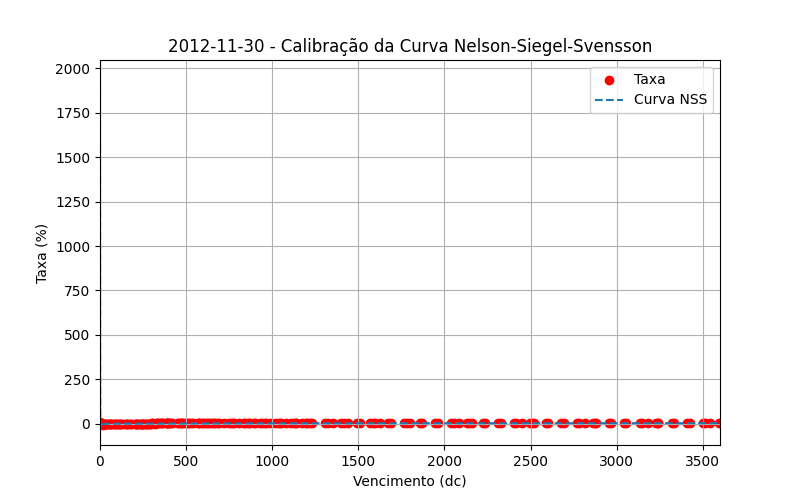 2012-11-30 - Calibração da Curva Nelson-Siegel-Svensson
Taxa
Curva NSS
Taxa (%)
2000
1750
1500
1250
1000
750
500
250
0
0 500 1000 1500 2000 2500 3000 3500
Vencimento (dc)